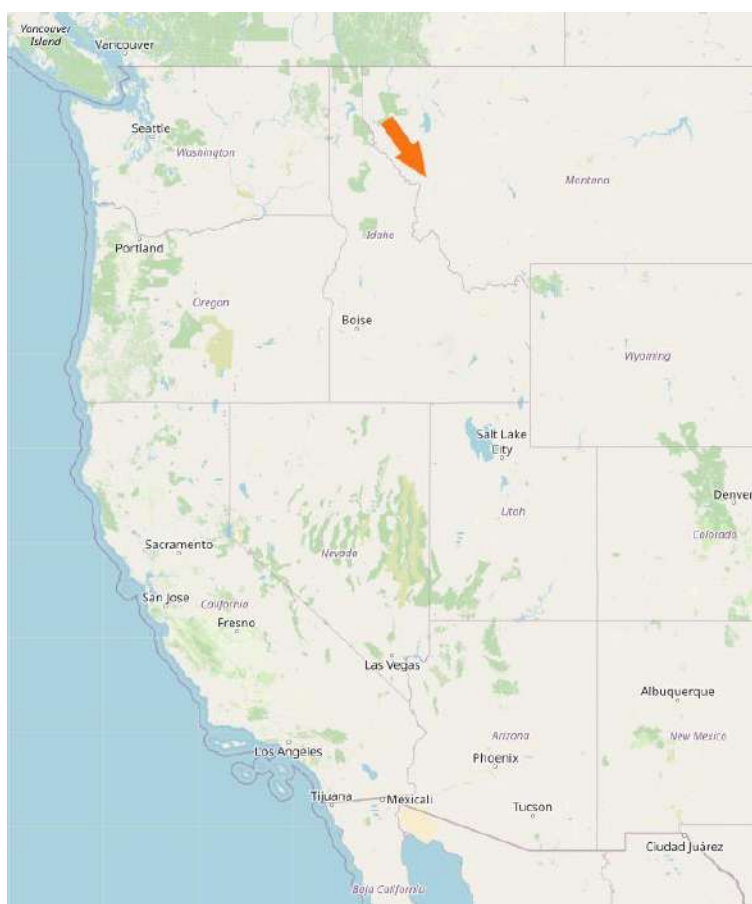 Vancouver
Island
Vancouver
Seattle
Washington
Montana
Portland
Idaho
Oregon
Boise
Wyoming
Salt Lake
City
Denver
Utah
Colorado
Sacramento
Nevada
San Jose
California
Fresno
Las Vegas
Albuquerque
Arizona
New Mexico
Los Angeles
Phoenix
Tijuana
Mexicali
Tucson
Ciudad Juárez
Baja California